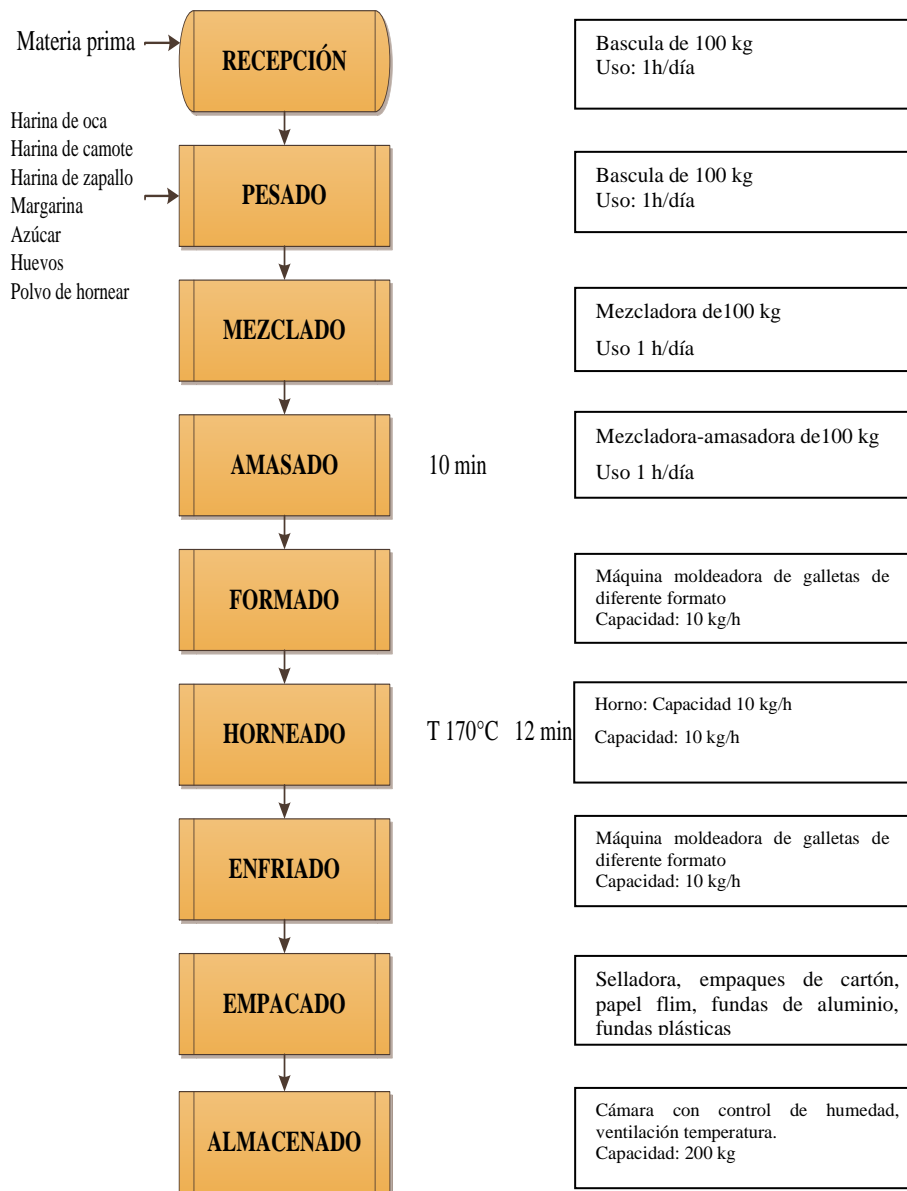 Materia prima
RECEPCIÓN
Bascula de 100 kg
Uso: 1h/día
Harina de oca
Harina de camote
Harina de zapallo
Margarina
Azúcar
Huevos
Polvo de hornear
PESADO
Bascula de 100 kg
Uso: 1h/día
MEZCLADO
Mezcladora de100 kg
Uso 1 h/día
AMASADO
10 min
Mezcladora-amasadora de100 kg
Uso 1 h/día
FORMADO
Máquina moldeadora de galletas de
diferente formato
Capacidad: 10 kg/h
HORNEADO
T 170°C 12 min
Horno: Capacidad 10 kg/h
Capacidad: 10 kg/h
ENFRIADO
Máquina moldeadora de galletas de
diferente formato
Capacidad: 10 kg/h
EMPACADO
Selladora, empaques de cartón,
papel flim, fundas de aluminio,
fundas plásticas
ALMACENADO
Cámara con control de humedad,
ventilación temperatura.
Capacidad: 200 kg